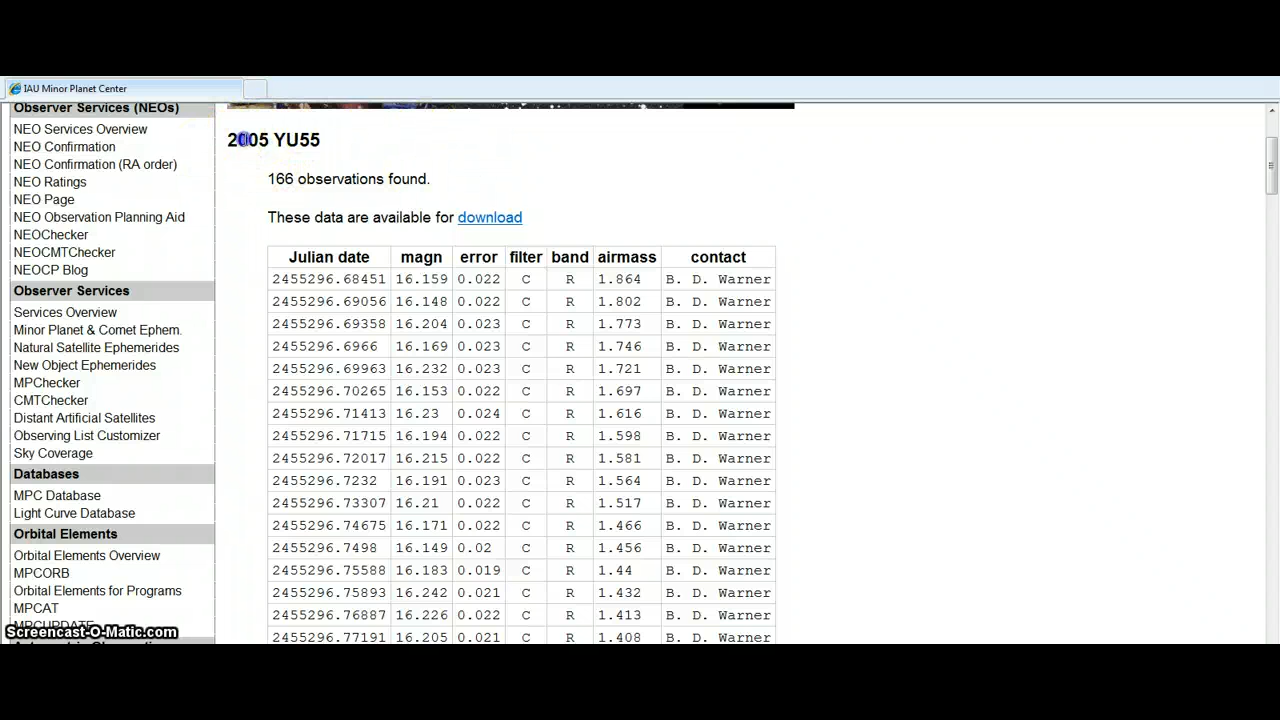 IAU Minor Planet Center
Observer Services (NEOs)
NEO Services Overview
NEO Confirmation
NEO Confirmation (RA order)
NEO Ratings
NEO Page
NEO Observation Planning Aid
NEOChecker
NEOCMTChecker
NEOCP Blog
Observer Services
Services Overview
Minor Planet & Comet Ephem.
Natural Satellite Ephemerides
New Object Ephemerides
MPChecker
CMTChecker
Distant Artificial Satellites
Observing List Customizer
Sky Coverage
Databases
MPC Database
Light Curve Database
Orbital Elements
Orbital Elements Overview
MPCORB
Orbital Elements for Programs
MPCAT
MPCUPDATE
Screencast-O-Matic.com
2005 YU55
166 observations found.
These data are available for download
Julian date magn error filter band airmass contact
2455296.68451 16.159 0.022 C R 1.864 B. D. Warner
2455296.69056 16.148 0.022 C R 1.802 B. D. Warner
2455296.69358 16.204 0.023 C R 1.773 B. D. Warner
2455296.6966 16.169 0.023 C R 1.746 B. D. Warner
2455296.69963 16.232 0.023 C R 1.721 B. D. Warner
2455296.70265 16.153 0.022 C R 1.697 B. D. Warner
2455296.71413 16.23 0.024 C R 1.616 B. D. Warner
2455296.71715 16.194 0.022 C R 1.598 B. D. Warner
2455296.72017 16.215 0.022 C R 1.581 B. D. Warner
2455296.7232 16.191 0.023 C R 1.564 B. D. Warner
2455296.73307 16.21 0.022 C R 1.517 B. D. Warner
2455296.74675 16.171 0.022 C R 1.466 B. D. Warner
2455296.7498 16.149 0.02 C R 1.456 B. D. Warner
2455296.75588 16.183 0.019 C R 1.44 B. D. Warner
2455296.75893 16.242 0.021 C R 1.432 B. D. Warner
2455296.76887 16.226 0.022 C R 1.413 B. D. Warner
2455296.77191 16.205 0.021 C R 1.408 B. D. Warner